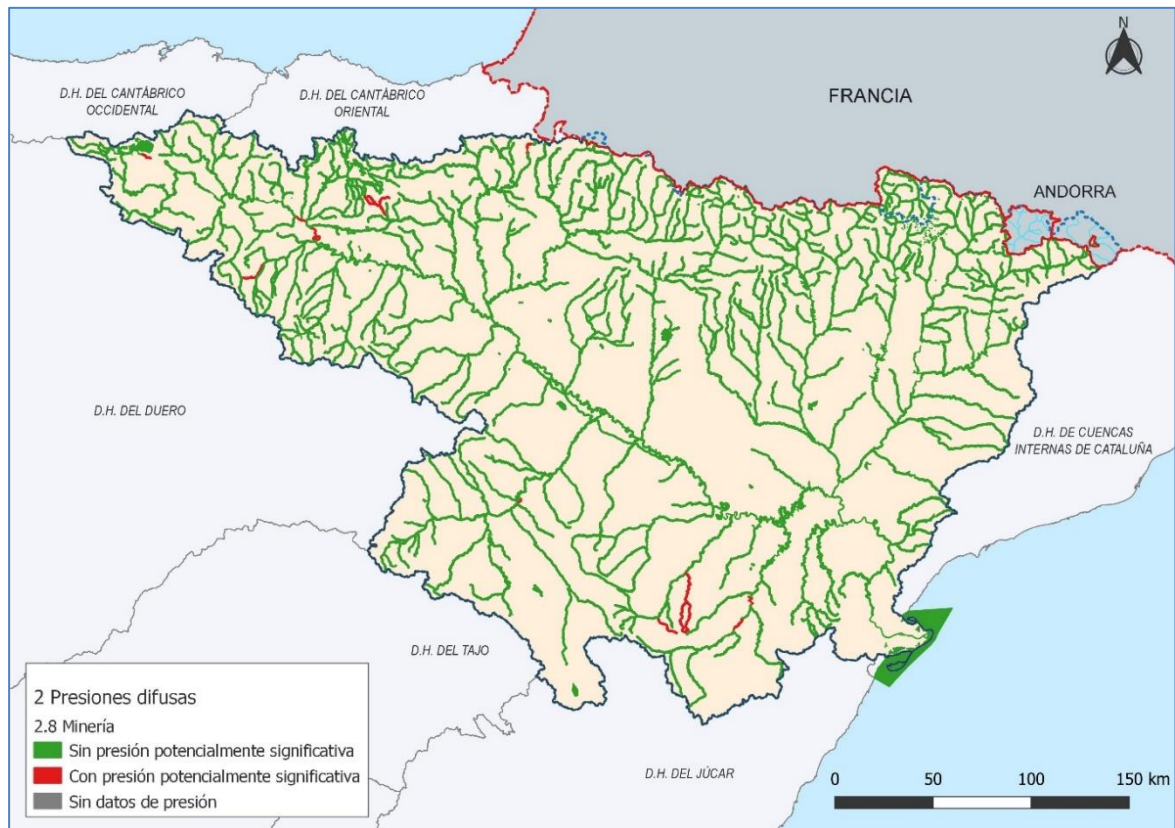 N
D.H. DEL CANTÁBRICO
OCCIDENTAL
D.H. DEL CANTÁBRICO
ORIENTAL
FRANCIA
ANDORRA
D.H. DEL DUERO
D.H. DE CUENCAS
INTERNAS DE CATALUÑA
D.H. DEL TAJO
D.H. DEL JÚCAR
2 Presiones difusas
2.8 Minería
Sin presión potencialmente significativa
Con presión potencialmente significativa
Sin datos de presión
0 50 100 150 km